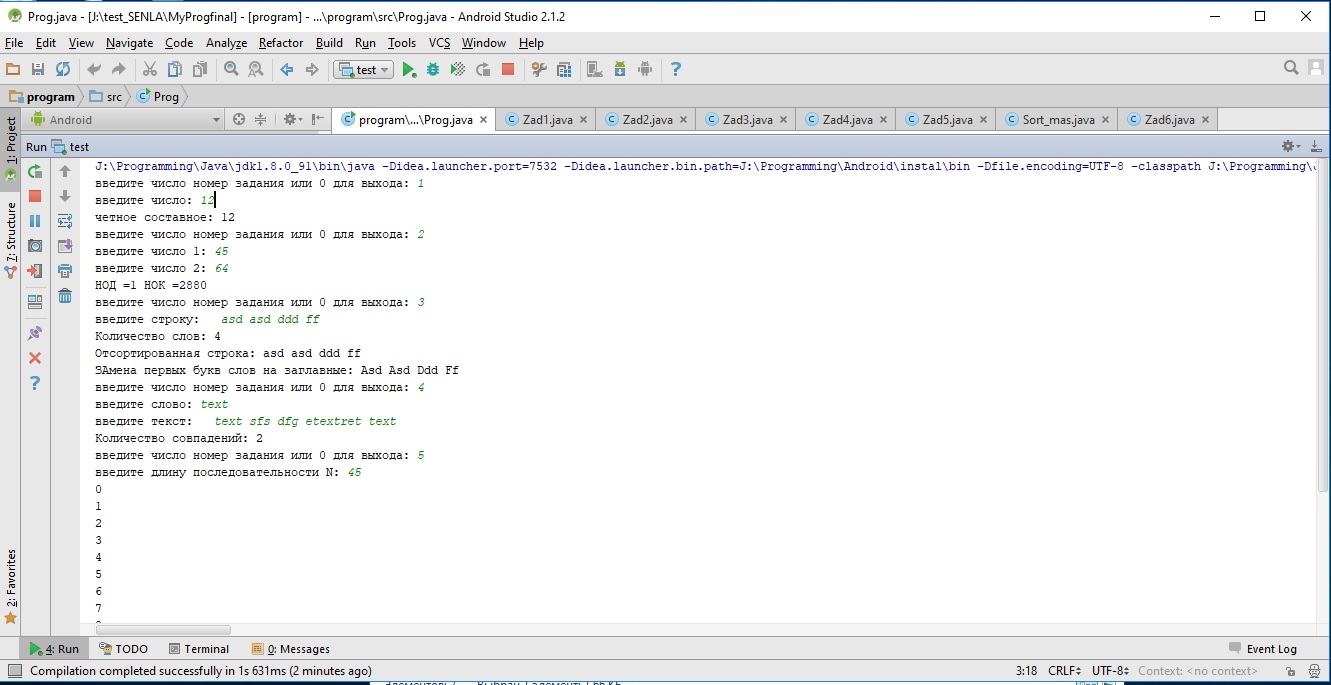 Prog.java - [J:\test_SENLA\MyProgfinal] - [program] - ...\program\src\Prog.java - Android Studio 2.1.2
File Edit View Navigate Code Analyze Refactor Build Run Tools VCS Window Help
test
program src Prog
Android program\...\Prog.java Zad1.java Zad2.java Zad3.java Zad4.java Zad5.java Sort_mas.java Zad6.java
1: Project
Run test
J:\Programming\Java\jdk1.8.0_91\bin\java -Didea.launcher.port=7532 -Didea.launcher.bin.path=J:\Programming\Android\instal\bin -Dfile.encoding=UTF-8 -classpath J:\Programming\
введите число номер задания или 0 для выхода: 1
введите число: 12
четное составное: 12
введите число номер задания или 0 для выхода: 2
введите число 1: 45
введите число 2: 64
НОД =1 НОК =2880
введите число номер задания или 0 для выхода: 3
введите строку: asd asd ddd ff
Количество слов: 4
Отсортированная строка: asd asd ddd ff
ЗАмена первых букв слов на заглавные: Asd Asd Ddd Ff
введите число номер задания или 0 для выхода: 4
введите слово: text
введите текст: text sfs dfg etextret text
Количество совпадений: 2
введите число номер задания или 0 для выхода: 5
введите длину последовательности N: 45
0
1
2
3
4
5
6
7
7: Structure
2: Favorites
4: Run TODO Terminal 0: Messages Event Log
Compilation completed successfully in 1s 631ms (2 minutes ago) 3:18 CRLF UTF-8 Context: <no context>